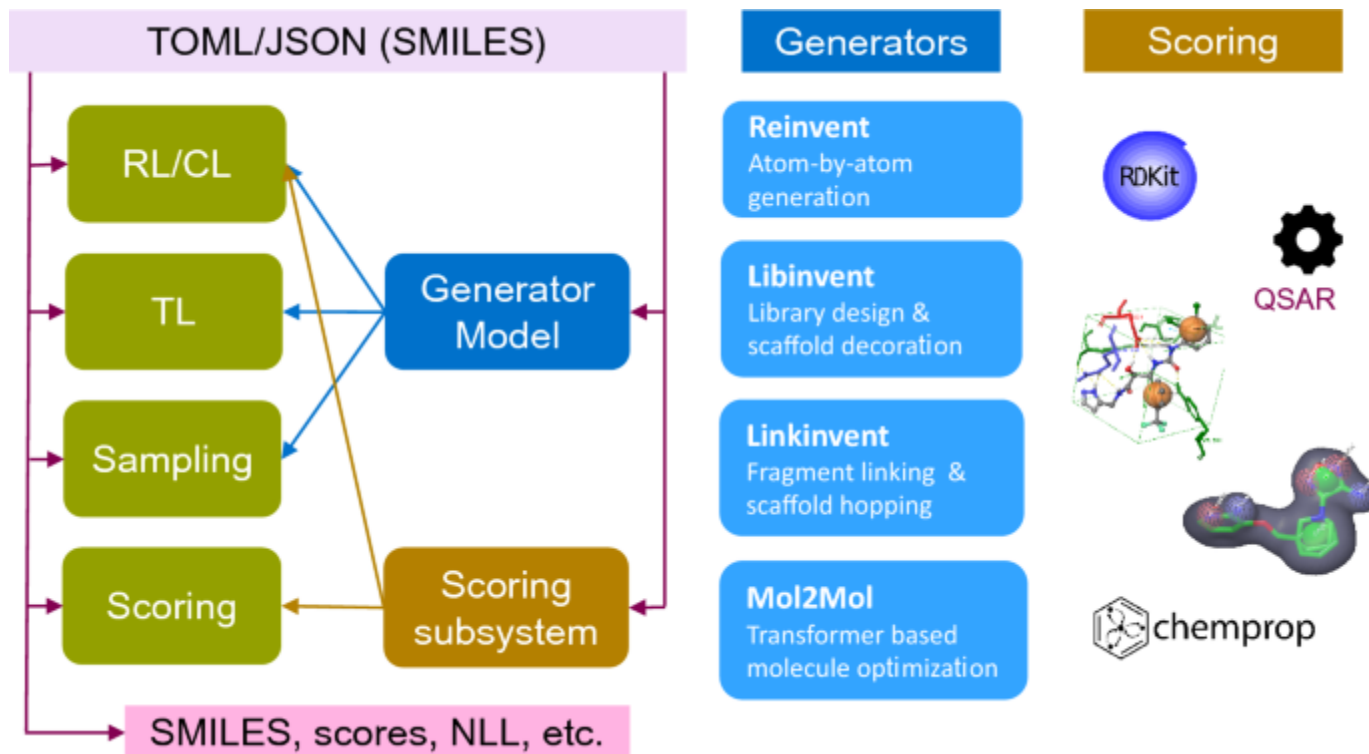 TOML/JSON (SMILES)
RL/CL
TL
Sampling
Scoring
Generator
Model
Scoring
subsystem
SMILES, scores, NLL, etc.
Generators
Reinvent
Atom-by-atom
generation
Libinvent
Library design &
scaffold decoration
Linkinvent
Fragment linking &
scaffold hopping
Mol2Mol
Transformer based
molecule optimization
Scoring
RDKit
QSAR
chemprop